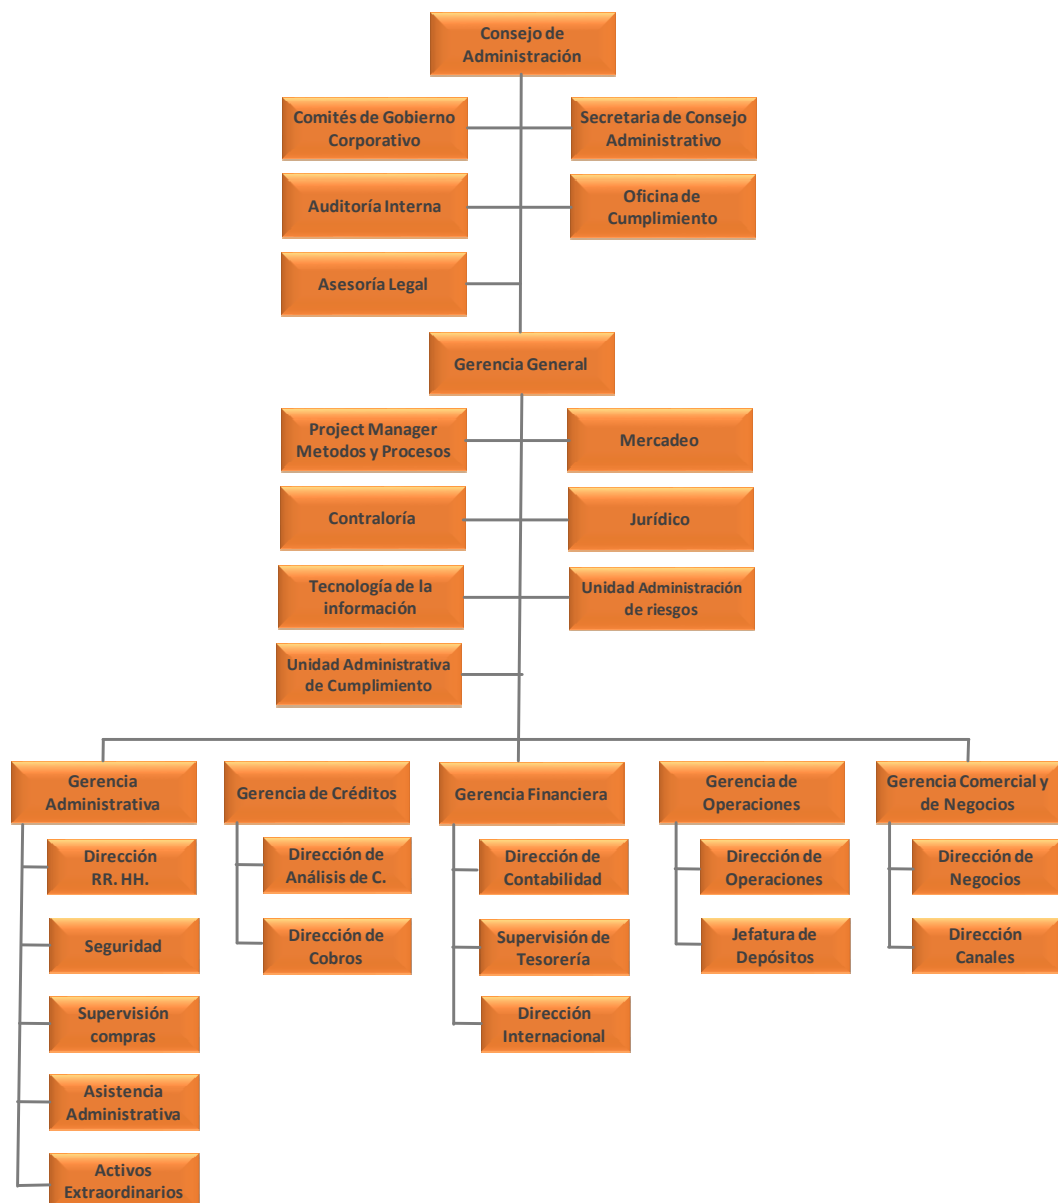 Consejo de
Administración
Comités de Gobierno
Corporativo
Secretaria de Consejo
Administrativo
Auditoría Interna
Oficina de
Cumplimiento
Asesoría Legal
Gerencia General
Project Manager
Metodos y Procesos
Mercadeo
Contraloría
Jurídico
Tecnología de la
información
Unidad Administración
de riesgos
Unidad Administrativa
de Cumplimiento
Gerencia
Administrativa
Gerencia de Créditos
Gerencia Financiera
Gerencia de
Operaciones
Gerencia Comercial y
de Negocios
Dirección
RR. HH.
Seguridad
Supervisión
compras
Asistencia
Administrativa
Activos
Extraordinarios
Dirección de
Análisis de C.
Dirección de
Cobros
Dirección de
Contabilidad
Supervisión de
Tesorería
Dirección
Internacional
Dirección de
Operaciones
Jefatura de
Depósitos
Dirección de
Negocios
Dirección
Canales